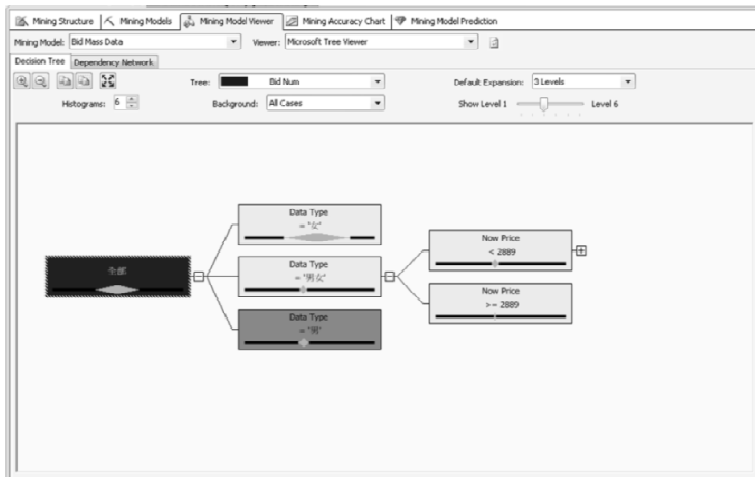 Mining Structure Mining Models Mining Model Viewer Mining Accuracy Chart Mining Model Prediction
Mining Model: Bid Mass Data Viewer: Microsoft Tree Viewer
Decision Tree Dependency Network
Tree: Bid Num Default Expansion: 3 Levels
Histograms: 6 Background: All Cases Show Level 1 Level 6
Data Type
= "女"
Now Price
< 2889
全部
Data Type
= "男女"
Now Price
>= 2889
Data Type
= "男"